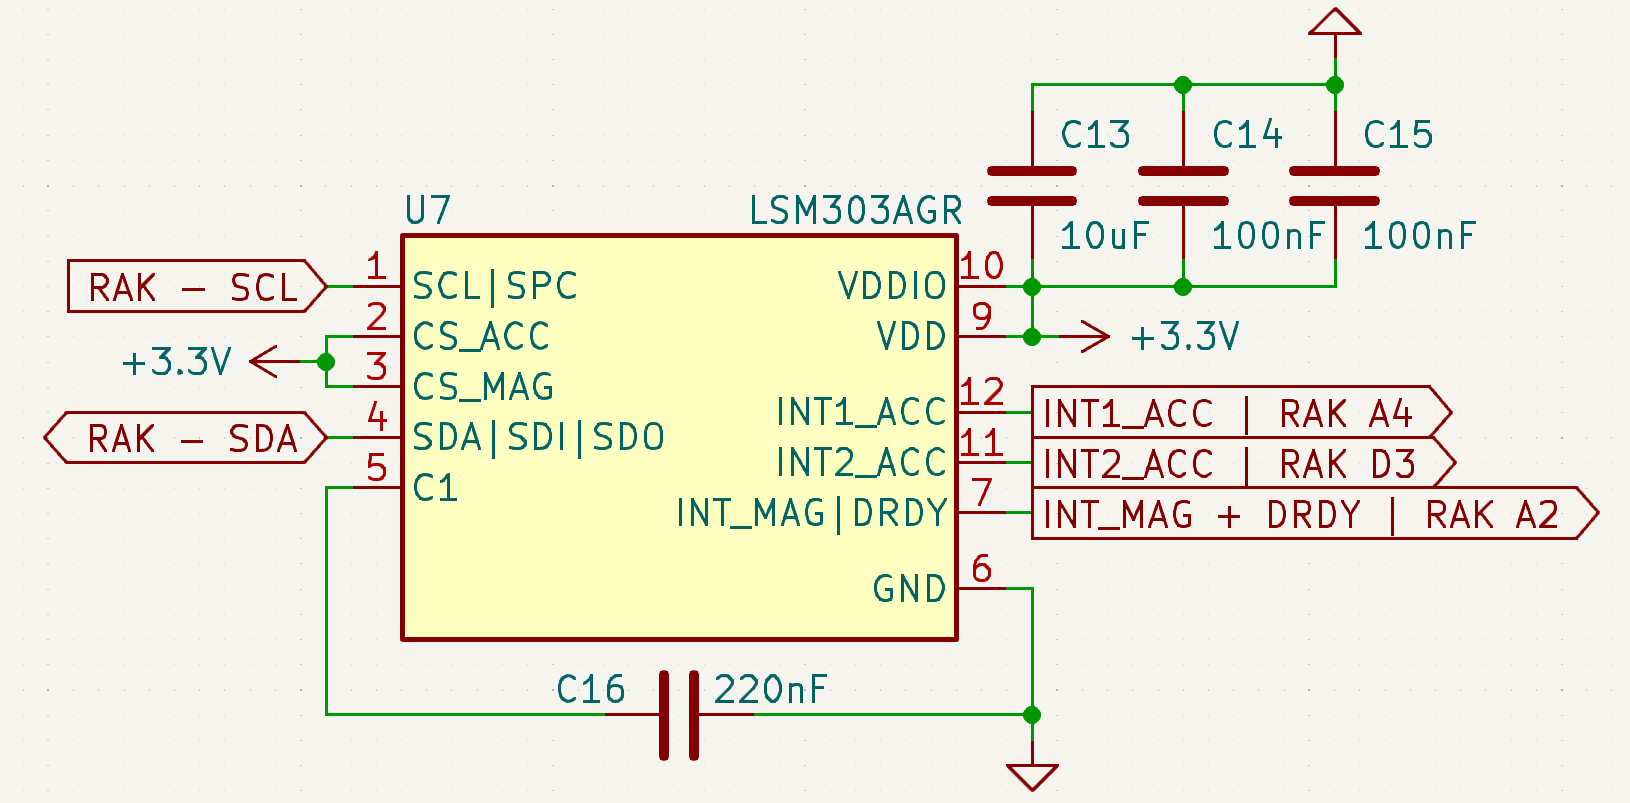 C13
C14
C15
10uF
100nF
100nF
U7
LSM303AGR
RAK - SCL
1
SCL|SPC
2
CS_ACC
+3.3V
3
CS_MAG
RAK - SDA
4
SDA|SDI|SDO
5
C1
VDDIO
10
VDD
9
+3.3V
INT1_ACC
12
INT1_ACC | RAK A4
INT2_ACC
11
INT2_ACC | RAK D3
INT_MAG|DRDY
7
INT_MAG + DRDY | RAK A2
GND
6
C16
220nF